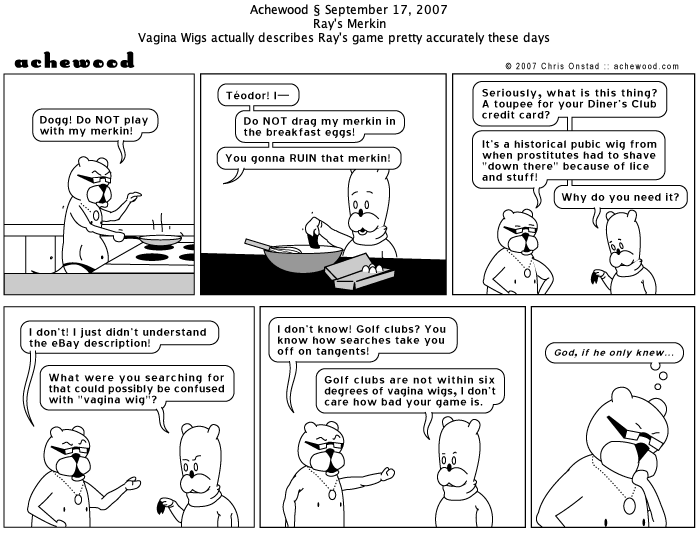 Achewood § September 17, 2007
Ray's Merkin
Vagina Wigs actually describes Ray's game pretty accurately these days
achewood
© 2007 Chris Onstad :: achewood.com
Dogg! Do NOT play
with my merkin!
Téodor! I—
Do NOT drag my merkin in
the breakfast eggs!
You gonna RUIN that merkin!
Seriously, what is this thing?
A toupee for your Diner's Club
credit card?
It's a historical pubic wig from
when prostitutes had to shave
"down there" because of lice
and stuff!
Why do you need it?
I don't! I just didn't understand
the eBay description!
What were you searching for
that could possibly be confused
with "vagina wig"?
I don't know! Golf clubs? You
know how searches take you
off on tangents!
Golf clubs are not within six
degrees of vagina wigs, I don't
care how bad your game is.
God, if he only knew...